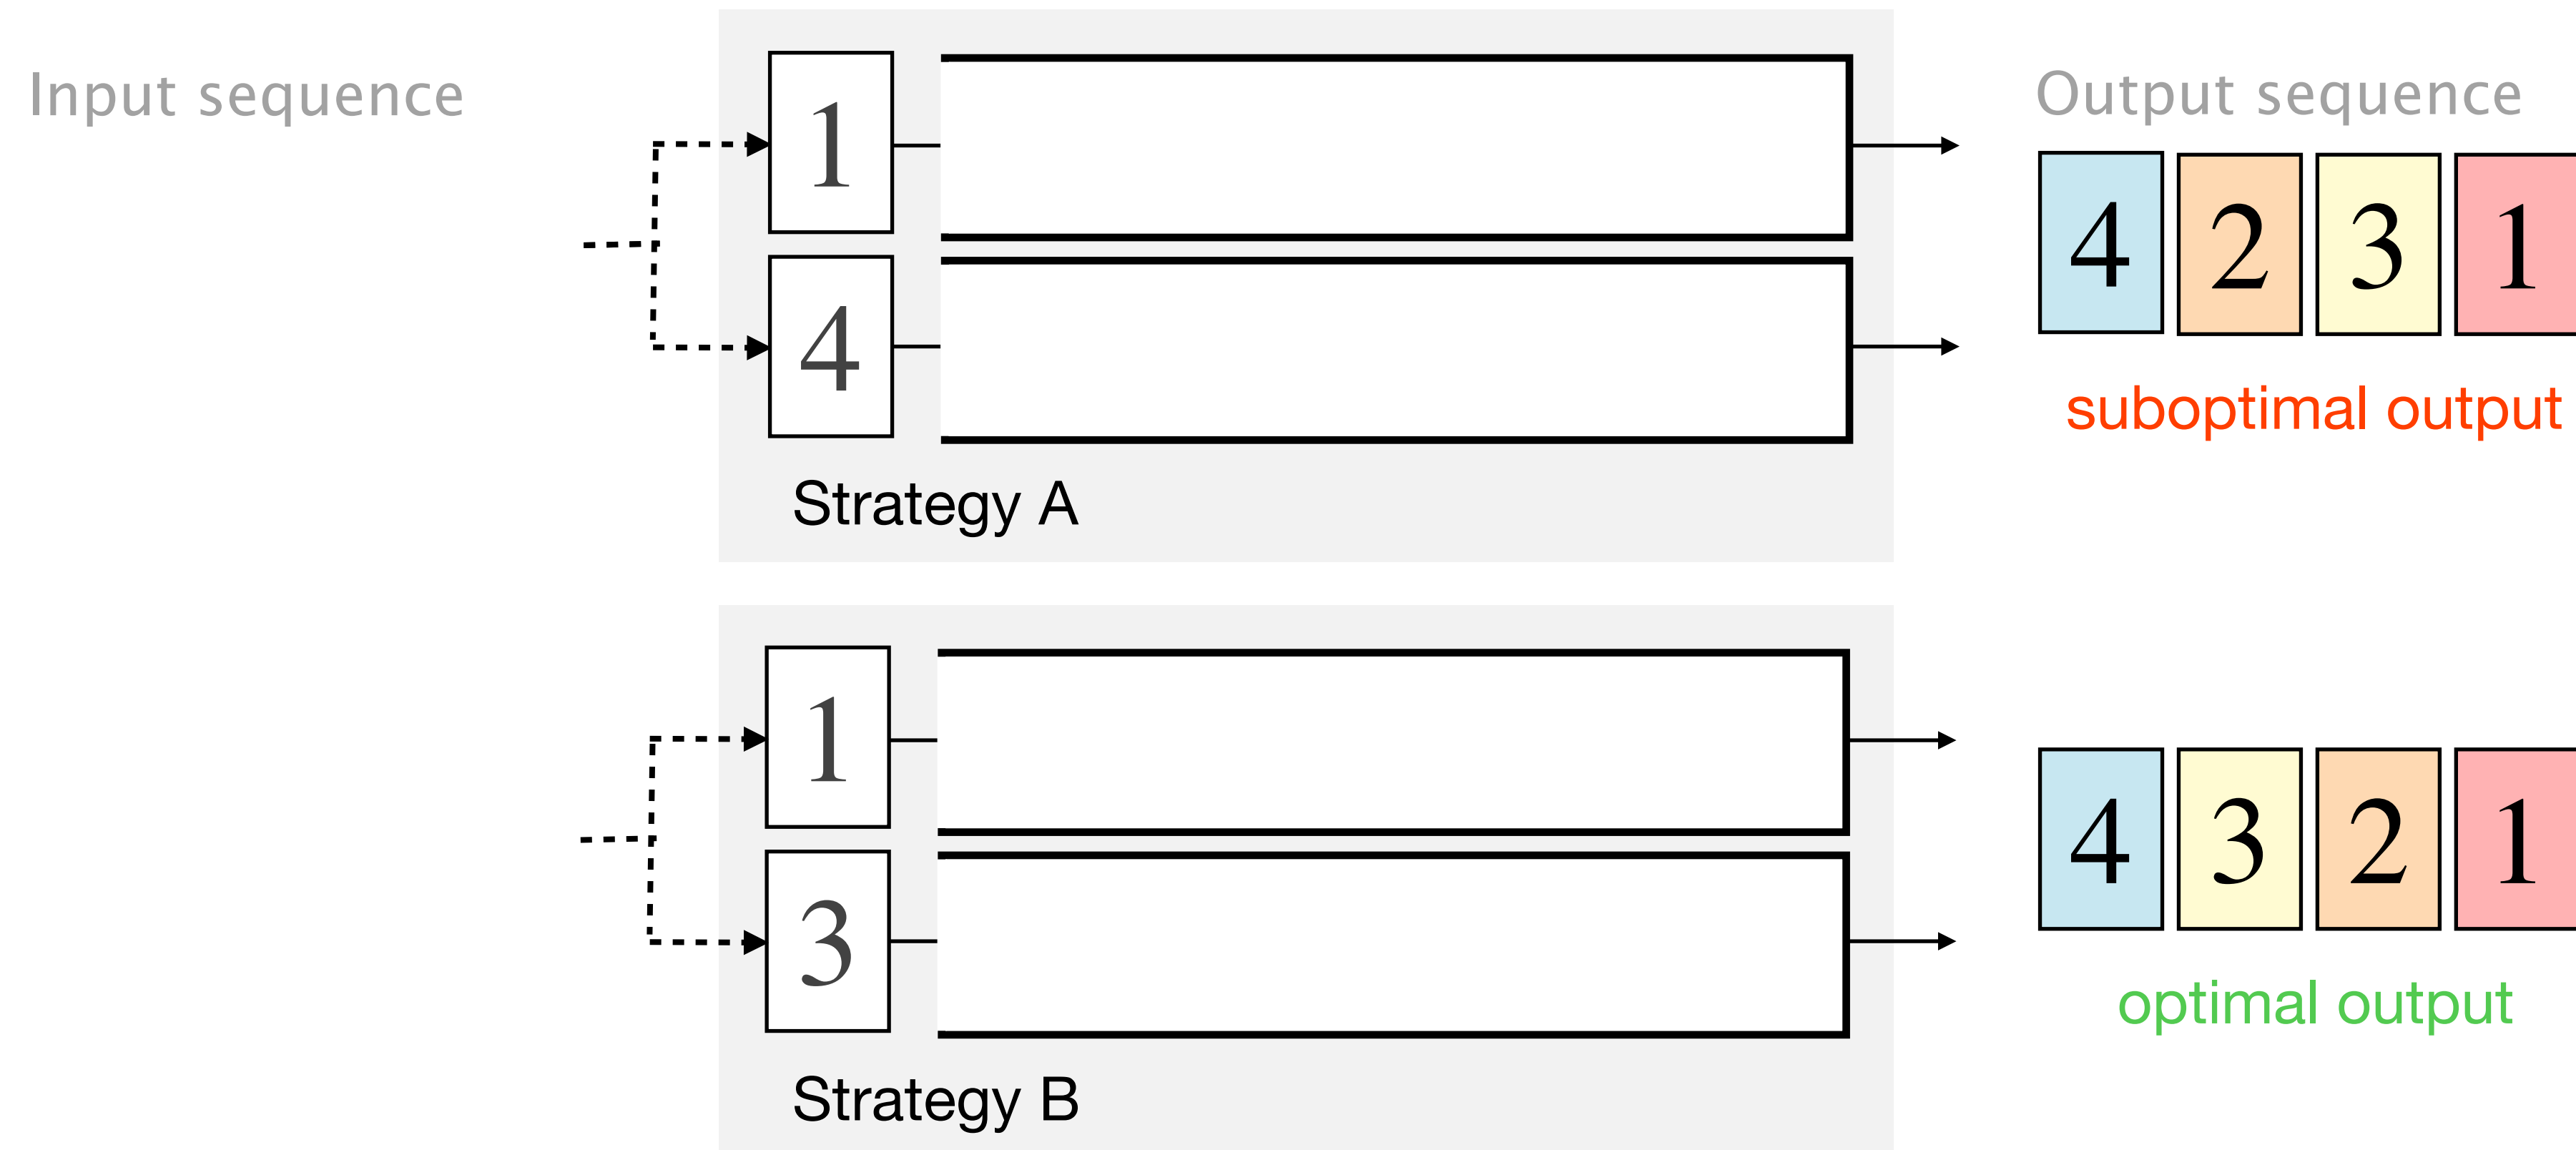 Input sequence
1
4
Strategy A
Output sequence
4 2 3 1
suboptimal output
1
3
Strategy B
4 3 2 1
optimal output